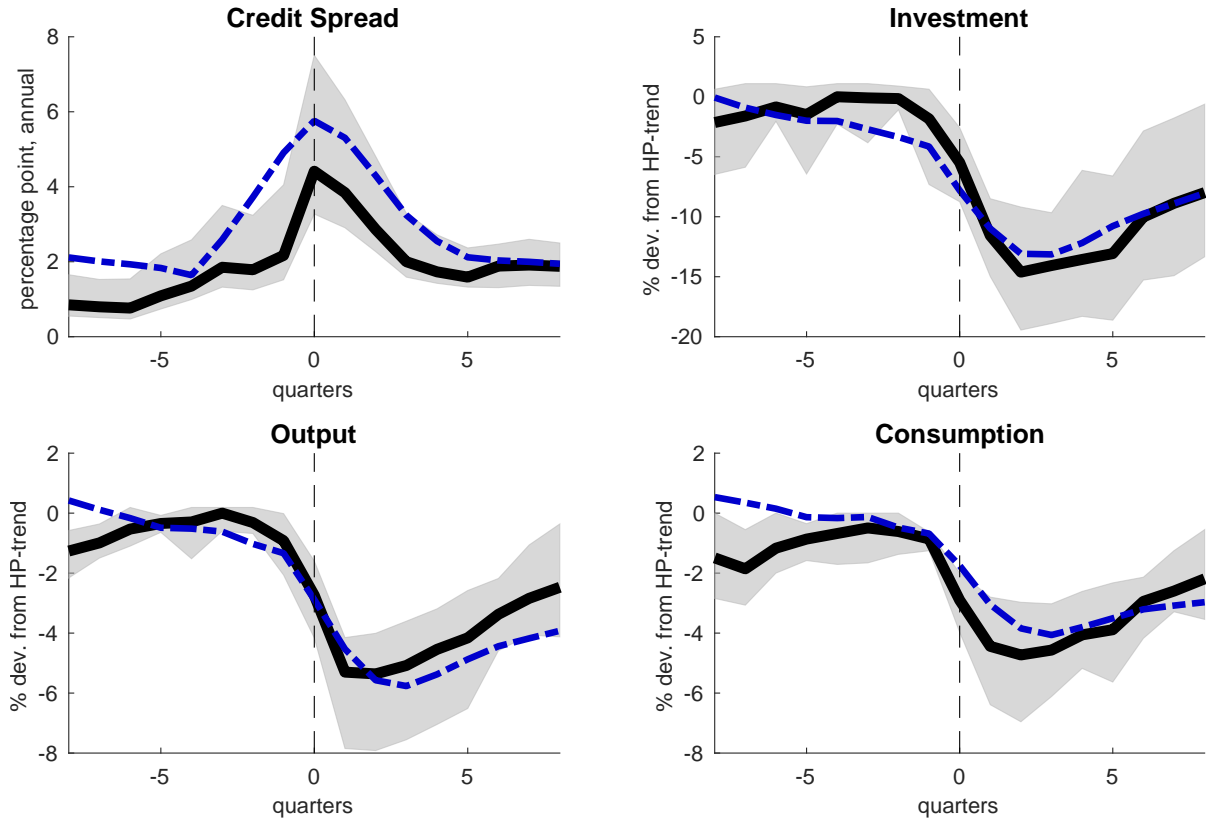 Credit Spread
percentage point, annual
8
6
4
2
0
-5
0
5
quarters
Investment
% dev. from HP-trend
5
0
-5
-10
-15
-20
-5
0
5
quarters
Output
% dev. from HP-trend
2
0
-2
-4
-6
-8
-5
0
5
quarters
Consumption
% dev. from HP-trend
2
0
-2
-4
-6
-8
-5
0
5
quarters